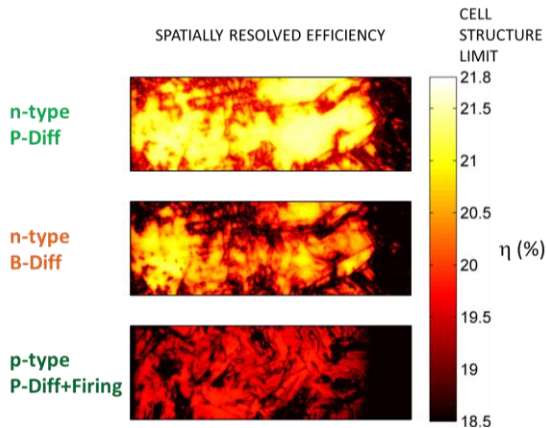 SPATIALLY RESOLVED EFFICIENCY
CELL
STRUCTURE
LIMIT
n-type
P-Diff
n-type
B-Diff
p-type
P-Diff+Firing
21.8
21.5
21
20.5
20
19.5
19
18.5
η (%)